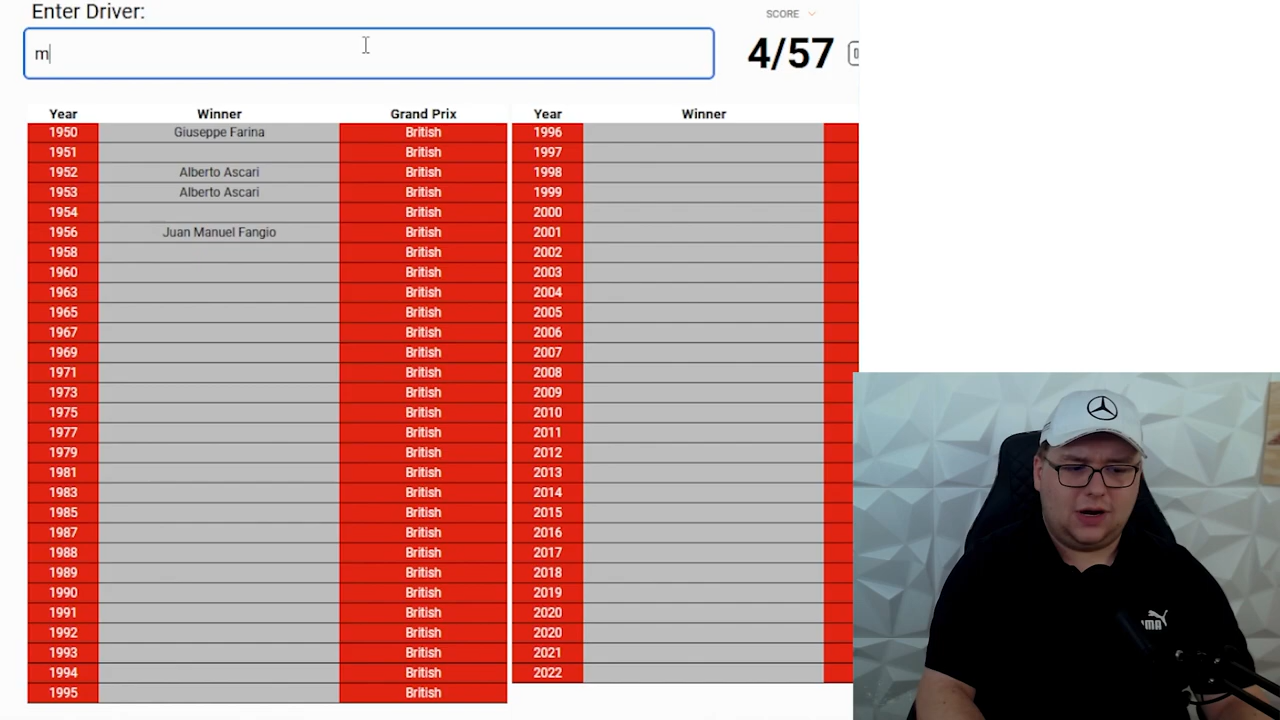 Enter Driver:
SCORE
m
4/57
Year Winner Grand Prix Year Winner
1950 Giuseppe Farina British 1996
1951 British 1997
1952 Alberto Ascari British 1998
1953 Alberto Ascari British 1999
1954 British 2000
1956 Juan Manuel Fangio British 2001
1958 British 2002
1960 British 2003
1963 British 2004
1965 British 2005
1967 British 2006
1969 British 2007
1971 British 2008
1973 British 2009
1975 British 2010
1977 British 2011
1979 British 2012
1981 British 2013
1983 British 2014
1985 British 2015
1987 British 2016
1988 British 2017
1989 British 2018
1990 British 2019
1991 British 2020
1992 British 2020
1993 British 2021
1994 British 2022
1995 British